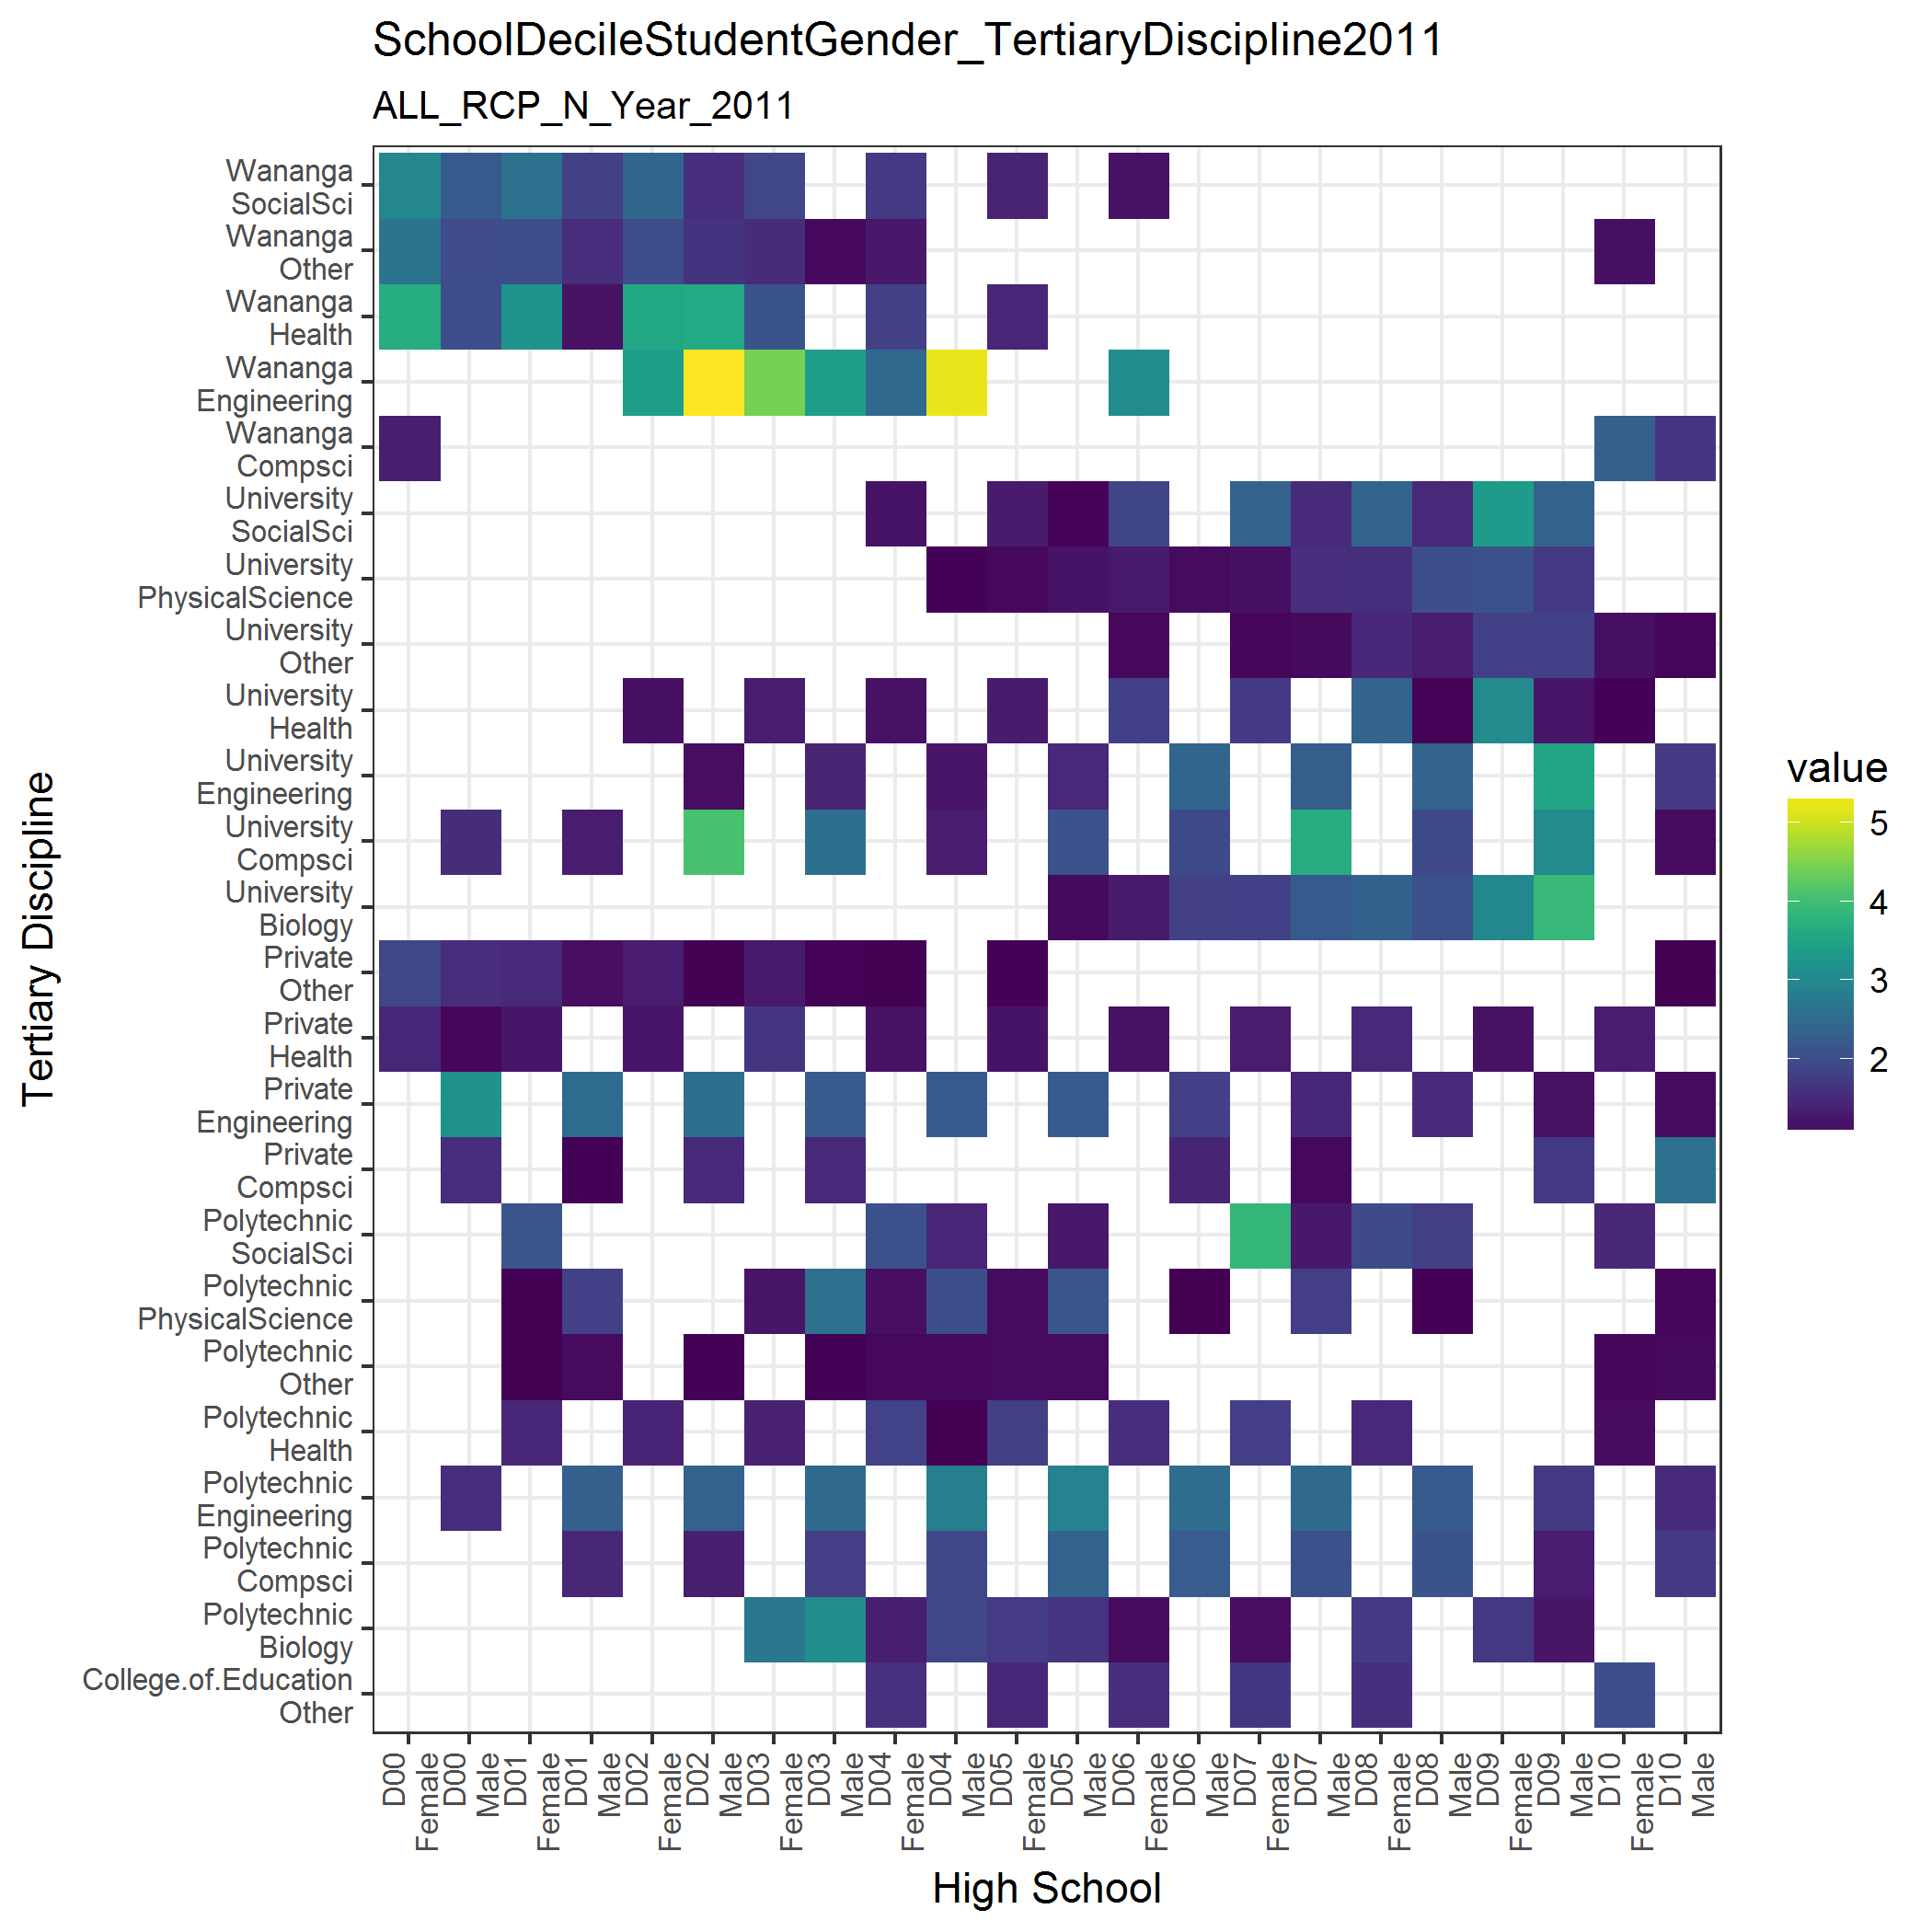 SchoolDecileStudentGender_TertiaryDiscipline2011
ALL_RCP_N_Year_2011
Tertiary Discipline
Wananga
SocialSci
Wananga
Other
Wananga
Health
Wananga
Engineering
Wananga
Compsci
University
SocialSci
University
PhysicalScience
University
Other
University
Health
University
Engineering
University
Compsci
University
Biology
Private
Other
Private
Health
Private
Engineering
Private
Compsci
Polytechnic
SocialSci
Polytechnic
PhysicalScience
Polytechnic
Other
Polytechnic
Health
Polytechnic
Engineering
Polytechnic
Compsci
Polytechnic
Biology
College.of.Education
Other
D00
Female
D00
Male
D01
Female
D01
Male
D02
Female
D02
Male
D03
Female
D03
Male
D04
Female
D04
Male
D05
Female
D05
Male
D06
Female
D06
Male
D07
Female
D07
Male
D08
Female
D08
Male
D09
Female
D09
Male
D10
Female
D10
Male
High School
value
5
4
3
2